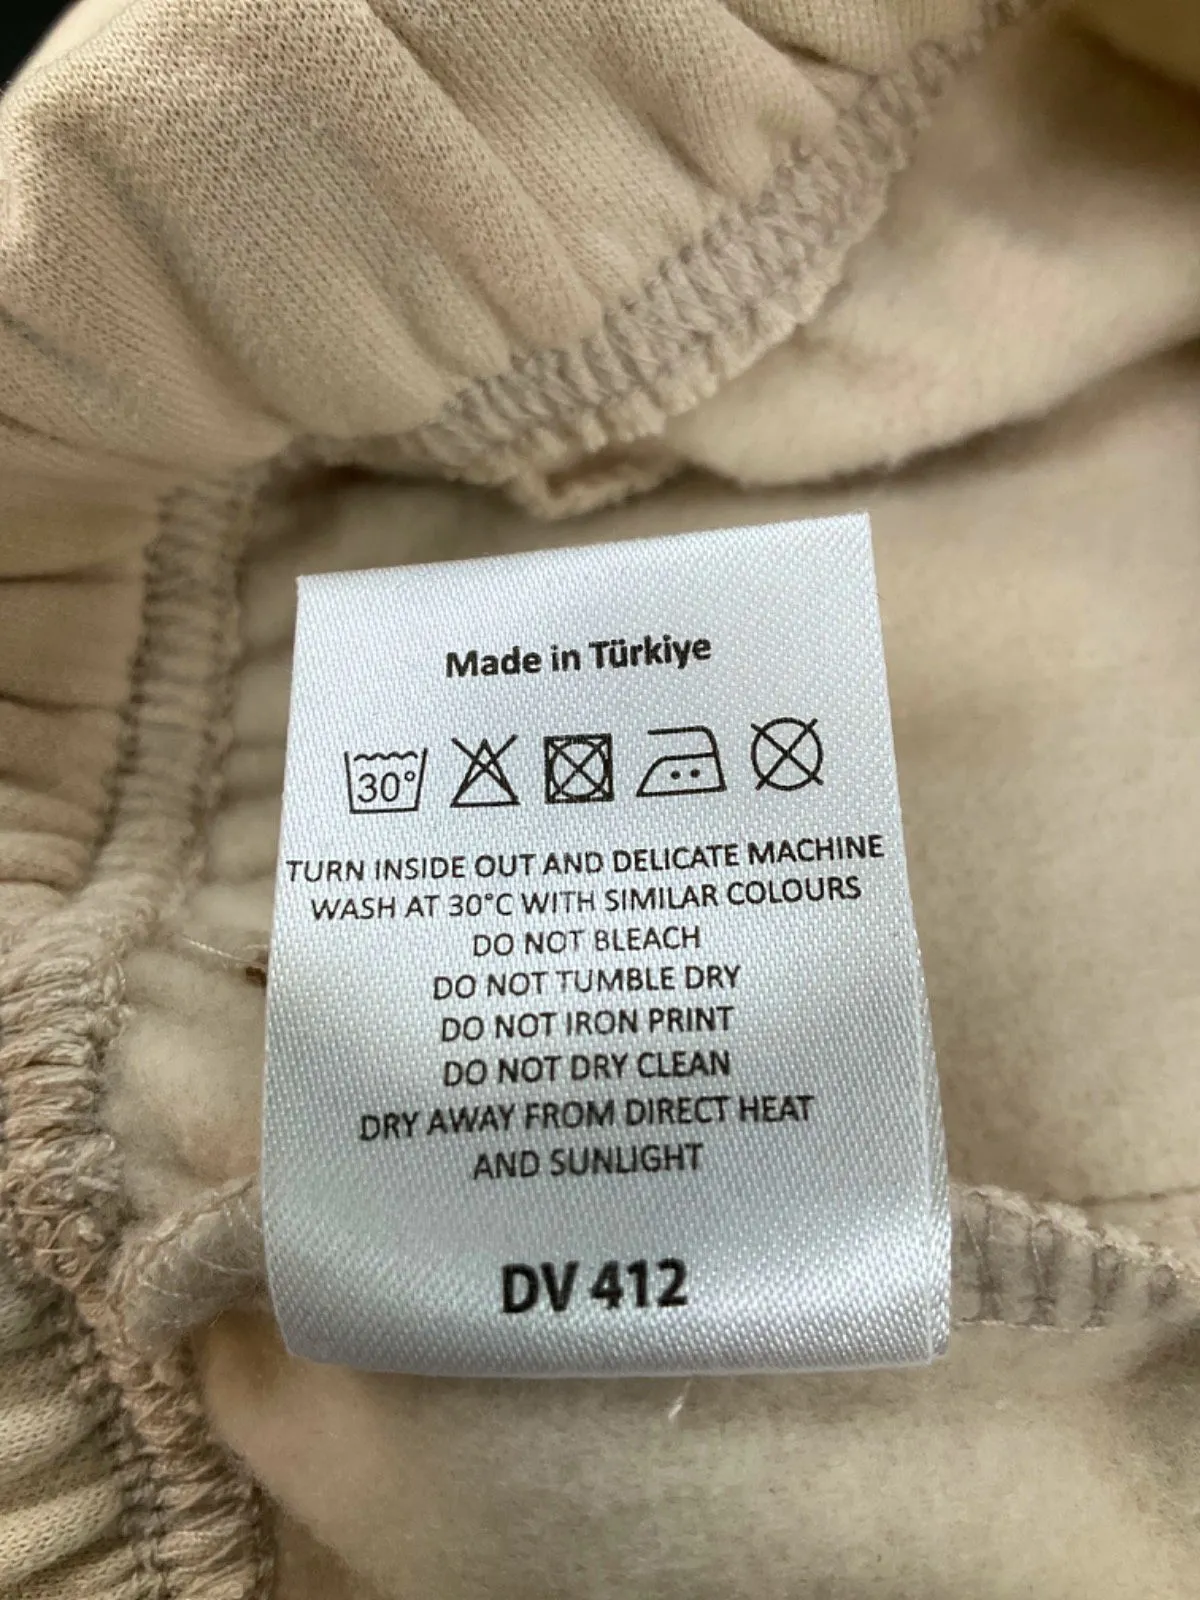 Made in Türkiye
30°
TURN INSIDE OUT AND DELICATE MACHINE
WASH AT 30°C WITH SIMILAR COLOURS
DO NOT BLEACH
DO NOT TUMBLE DRY
DO NOT IRON PRINT
DO NOT DRY CLEAN
DRY AWAY FROM DIRECT HEAT
AND SUNLIGHT
DV 412